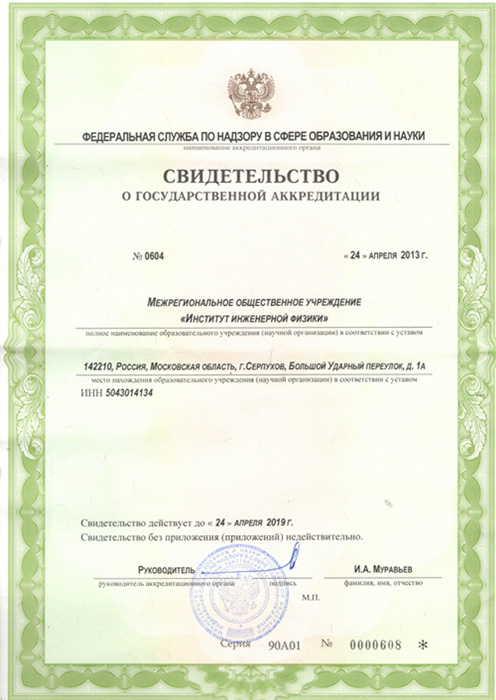 ФЕДЕРАЛЬНАЯ СЛУЖБА ПО НАДЗОРУ В СФЕРЕ ОБРАЗОВАНИЯ И НАУКИ
наименование аккредитационного органа
СВИДЕТЕЛЬСТВО
О ГОСУДАРСТВЕННОЙ АККРЕДИТАЦИИ
№ 0604 « 24 » АПРЕЛЯ 2013 г.
МЕЖРЕГИОНАЛЬНОЕ ОБЩЕСТВЕННОЕ УЧРЕЖДЕНИЕ
«ИНСТИТУТ ИНЖЕНЕРНОЙ ФИЗИКИ»
полное наименование образовательного учреждения (научной организации) в соответствии с уставом
142210, РОССИЯ, МОСКОВСКАЯ ОБЛАСТЬ, Г.СЕРПУХОВ, БОЛЬШОЙ УДАРНЫЙ ПЕРЕУЛОК, Д. 1А
место нахождения образовательного учреждения (научной организации) в соответствии с уставом
ИНН 5043014134
Свидетельство действует до « 24 » АПРЕЛЯ 2019 г.
Свидетельство без приложения (приложений) недействительно.
РУКОВОДИТЕЛЬ И.А. МУРАВЬЕВ
руководитель аккредитационного органа подпись фамилия, имя, отчество
М.П.
Серия 90А01 № 0000608 *